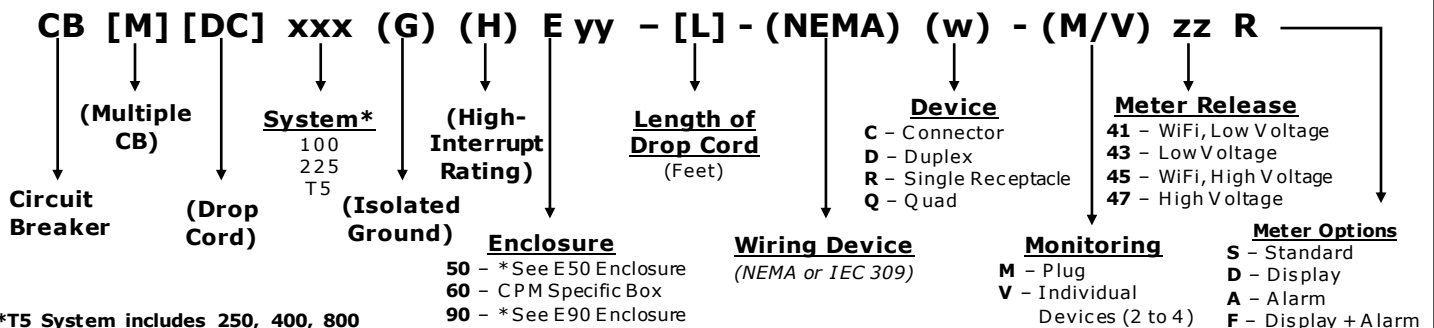 CB [M] [DC] xxx (G) (H) E yy – [L] - (NEMA) (w) - (M/V) zz R
Circuit
Breaker
(Multiple
CB)
(Drop
Cord)
System*
100
225
T5
(Isolated
Ground)
(High-
Interrupt
Rating)
Enclosure
50 – *See E50 Enclosure
60 – CPM Specific Box
90 – *See E90 Enclosure
Length of
Drop Cord
(Feet)
Wiring Device
(NEMA or IEC 309)
Device
C – Connector
D – Duplex
R – Single Receptacle
Q – Quad
Monitoring
M – Plug
V – Individual
Devices (2 to 4)
Meter Release
41 – WiFi, Low Voltage
43 – Low Voltage
45 – WiFi, High Voltage
47 – High Voltage
Meter Options
S – Standard
D – Display
A – Alarm
F – Display + Alarm
*T5 System includes 250, 400, 800